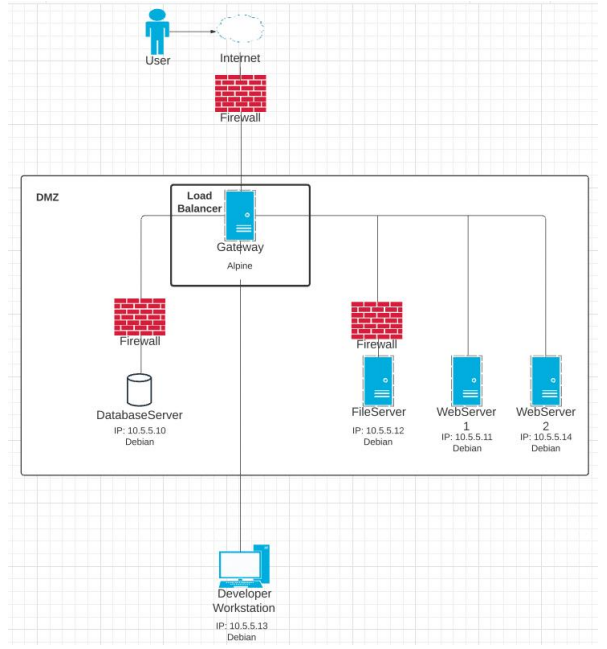 User
Internet
Firewall
DMZ
Load
Balancer
Gateway
Alpine
Firewall
DatabaseServer
IP: 10.5.5.10
Debian
Firewall
FileServer
IP: 10.5.5.12
Debian
WebServer
1
IP: 10.5.5.11
Debian
WebServer
2
IP: 10.5.5.14
Debian
Developer
Workstation
IP: 10.5.5.13
Debian